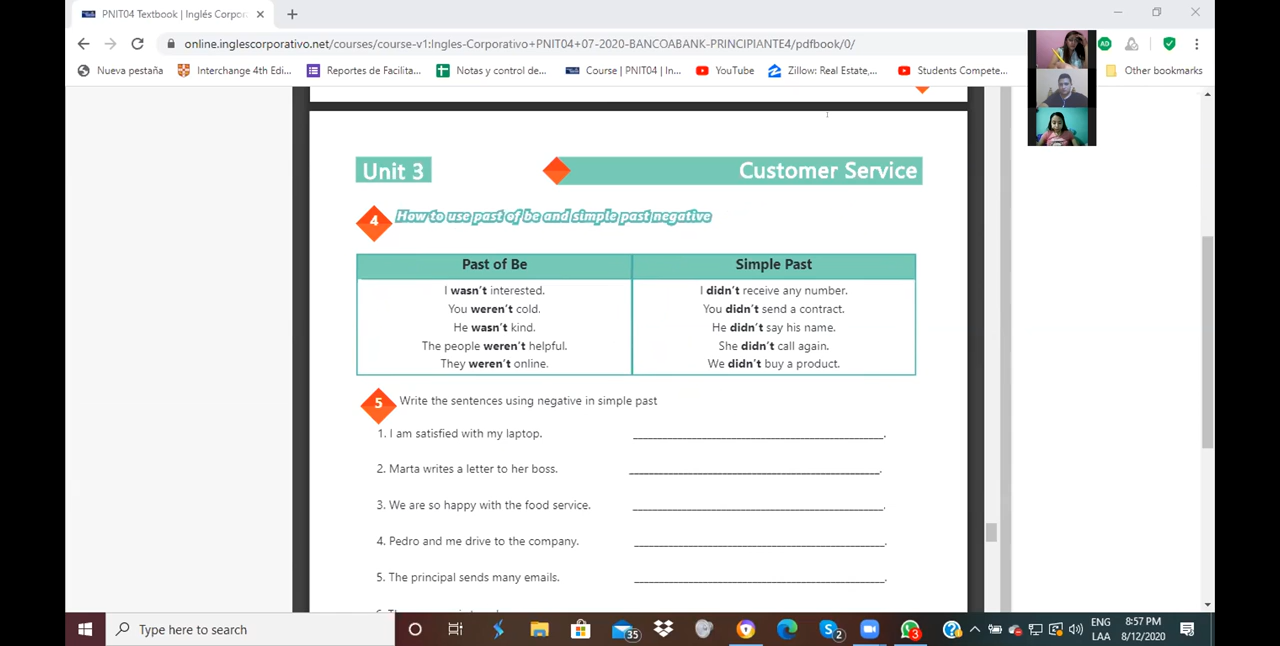 PNIT04 Textbook | Inglés Corpora
online.inglescorporativo.net/courses/course-v1:Ingles-Corporativo+PNIT04+07-2020-BANCOABANK-PRINCIPIANTE4/pdfbook/0/
Nueva pestaña
Interchange 4th Edi...
Reportes de Facilita...
Notas y control de...
Course | PNIT04 | In...
YouTube
Zillow: Real Estate,...
Students Compete...
Other bookmarks
Unit 3
Customer Service
4
How to use past of be and simple past negative
Past of Be
Simple Past
I wasn't interested.
I didn't receive any number.
You weren't cold.
You didn't send a contract.
He wasn't kind.
He didn't say his name.
The people weren't helpful.
She didn't call again.
They weren't online.
We didn't buy a product.
5
Write the sentences using negative in simple past
1. I am satisfied with my laptop.
2. Marta writes a letter to her boss.
3. We are so happy with the food service.
4. Pedro and me drive to the company.
5. The principal sends many emails.
Type here to search
35
2
3
ENG
LAA
8:57 PM
8/12/2020